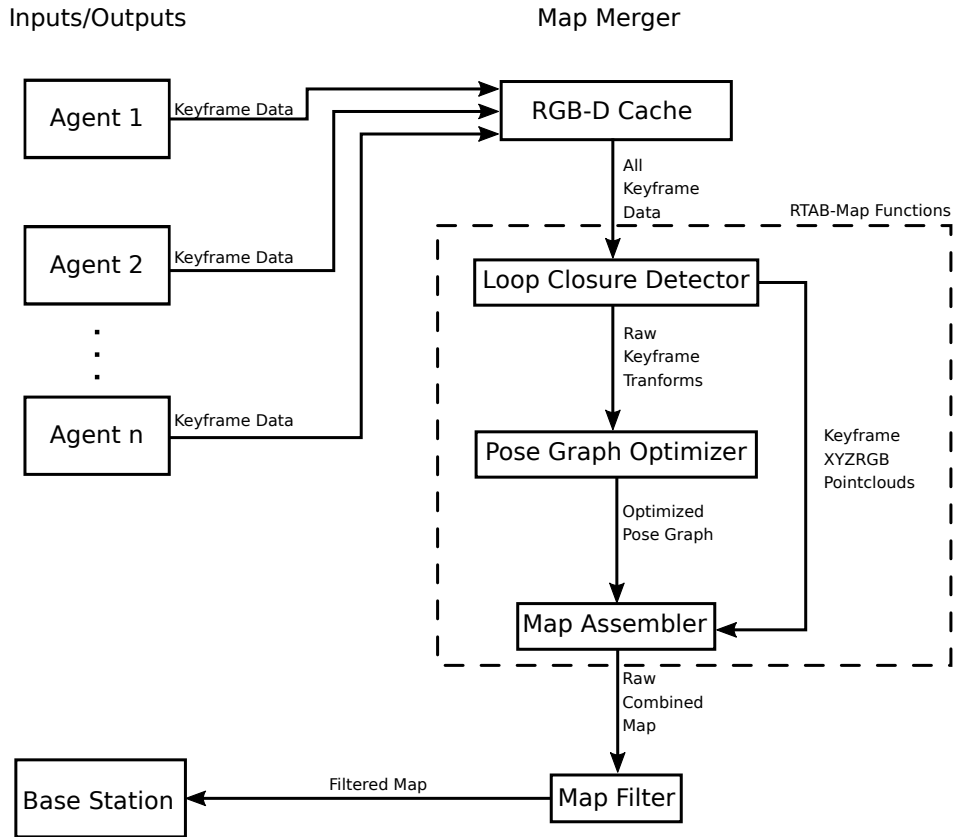 Inputs/Outputs
Map Merger
Agent 1
Keyframe Data
RGB-D Cache
All
Keyframe
Data
RTAB-Map Functions
Agent 2
Keyframe Data
Loop Closure Detector
Raw
Keyframe
Tranforms
.
.
.
Agent n
Keyframe Data
Pose Graph Optimizer
Keyframe
XYZRGB
Pointclouds
Optimized
Pose Graph
Map Assembler
Raw
Combined
Map
Base Station
Filtered Map
Map Filter